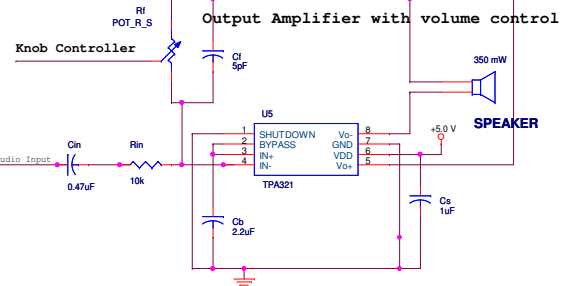 Rf
POT_R_S
Output Amplifier with volume control
Knob Controller
Cf
5pF
350 mW
SPEAKER
U5
+5.0 V
1 SHUTDOWN Vo- 8
2 BYPASS GND 7
3 IN+ VDD 6
4 IN- Vo+ 5
TPA321
Cin
0.47uF
Rin
10k
udio Input
Cs
1uF
Cb
2.2uF